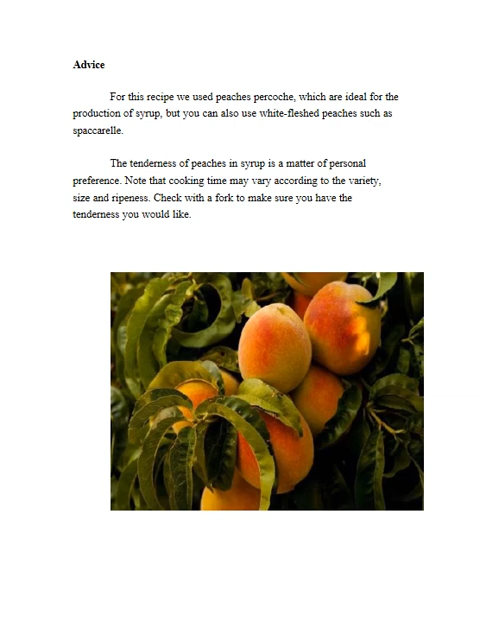 Advice
For this recipe we used peaches percoche, which are ideal for the
production of syrup, but you can also use white-fleshed peaches such as
spaccarelle.
The tenderness of peaches in syrup is a matter of personal
preference. Note that cooking time may vary according to the variety,
size and ripeness. Check with a fork to make sure you have the
tenderness you would like.